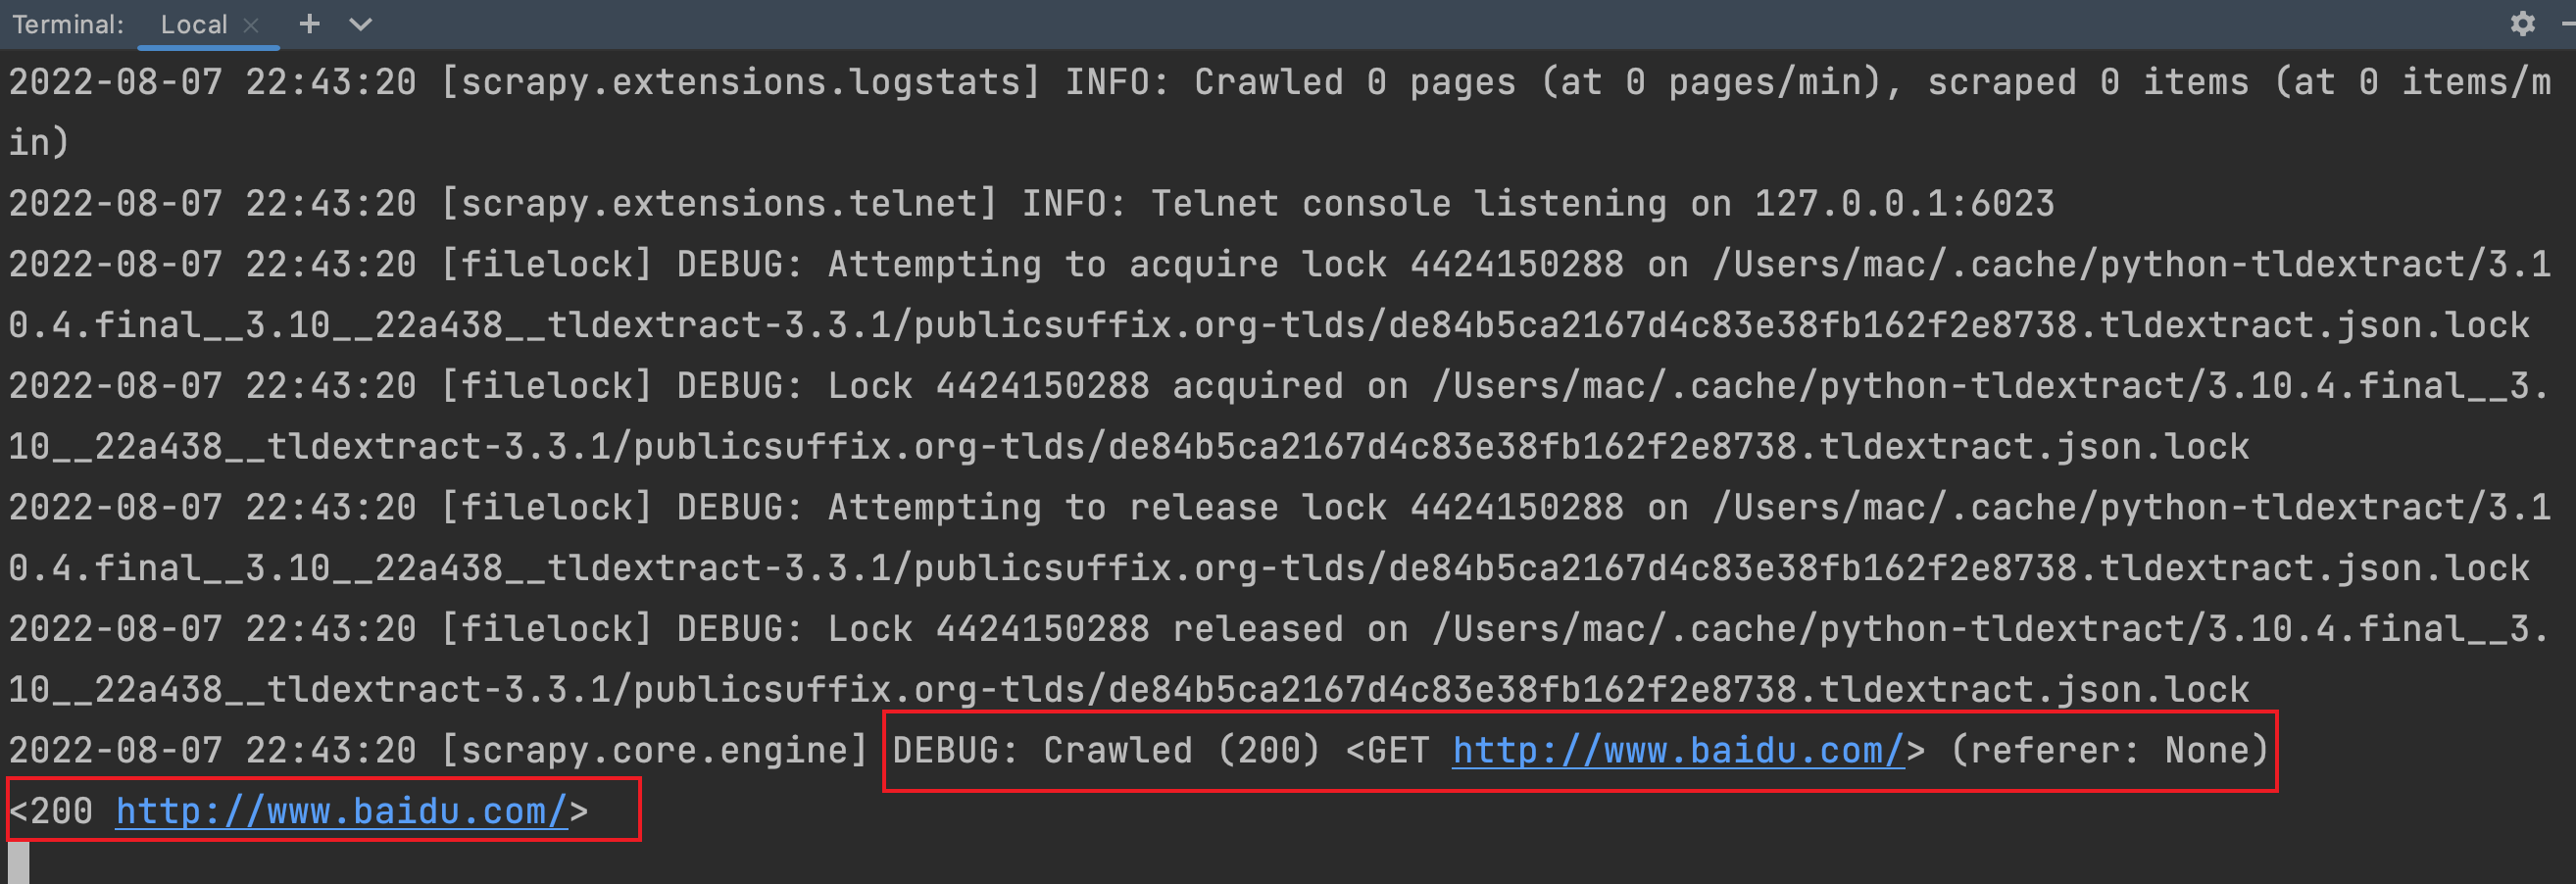 Terminal: Local
2022-08-07 22:43:20 [scrapy.extensions.logstats] INFO: Crawled 0 pages (at 0 pages/min), scraped 0 items (at 0 items/m
in)
2022-08-07 22:43:20 [scrapy.extensions.telnet] INFO: Telnet console listening on 127.0.0.1:6023
2022-08-07 22:43:20 [filelock] DEBUG: Attempting to acquire lock 4424150288 on /Users/mac/.cache/python-tldextract/3.1
0.4.final__3.10__22a438__tldextract-3.3.1/publicsuffix.org-tlds/de84b5ca2167d4c83e38fb162f2e8738.tldextract.json.lock
2022-08-07 22:43:20 [filelock] DEBUG: Lock 4424150288 acquired on /Users/mac/.cache/python-tldextract/3.10.4.final__3.
10__22a438__tldextract-3.3.1/publicsuffix.org-tlds/de84b5ca2167d4c83e38fb162f2e8738.tldextract.json.lock
2022-08-07 22:43:20 [filelock] DEBUG: Attempting to release lock 4424150288 on /Users/mac/.cache/python-tldextract/3.1
0.4.final__3.10__22a438__tldextract-3.3.1/publicsuffix.org-tlds/de84b5ca2167d4c83e38fb162f2e8738.tldextract.json.lock
2022-08-07 22:43:20 [filelock] DEBUG: Lock 4424150288 released on /Users/mac/.cache/python-tldextract/3.10.4.final__3.
10__22a438__tldextract-3.3.1/publicsuffix.org-tlds/de84b5ca2167d4c83e38fb162f2e8738.tldextract.json.lock
2022-08-07 22:43:20 [scrapy.core.engine] DEBUG: Crawled (200) <GET http://www.baidu.com/> (referer: None)
<200 http://www.baidu.com/>